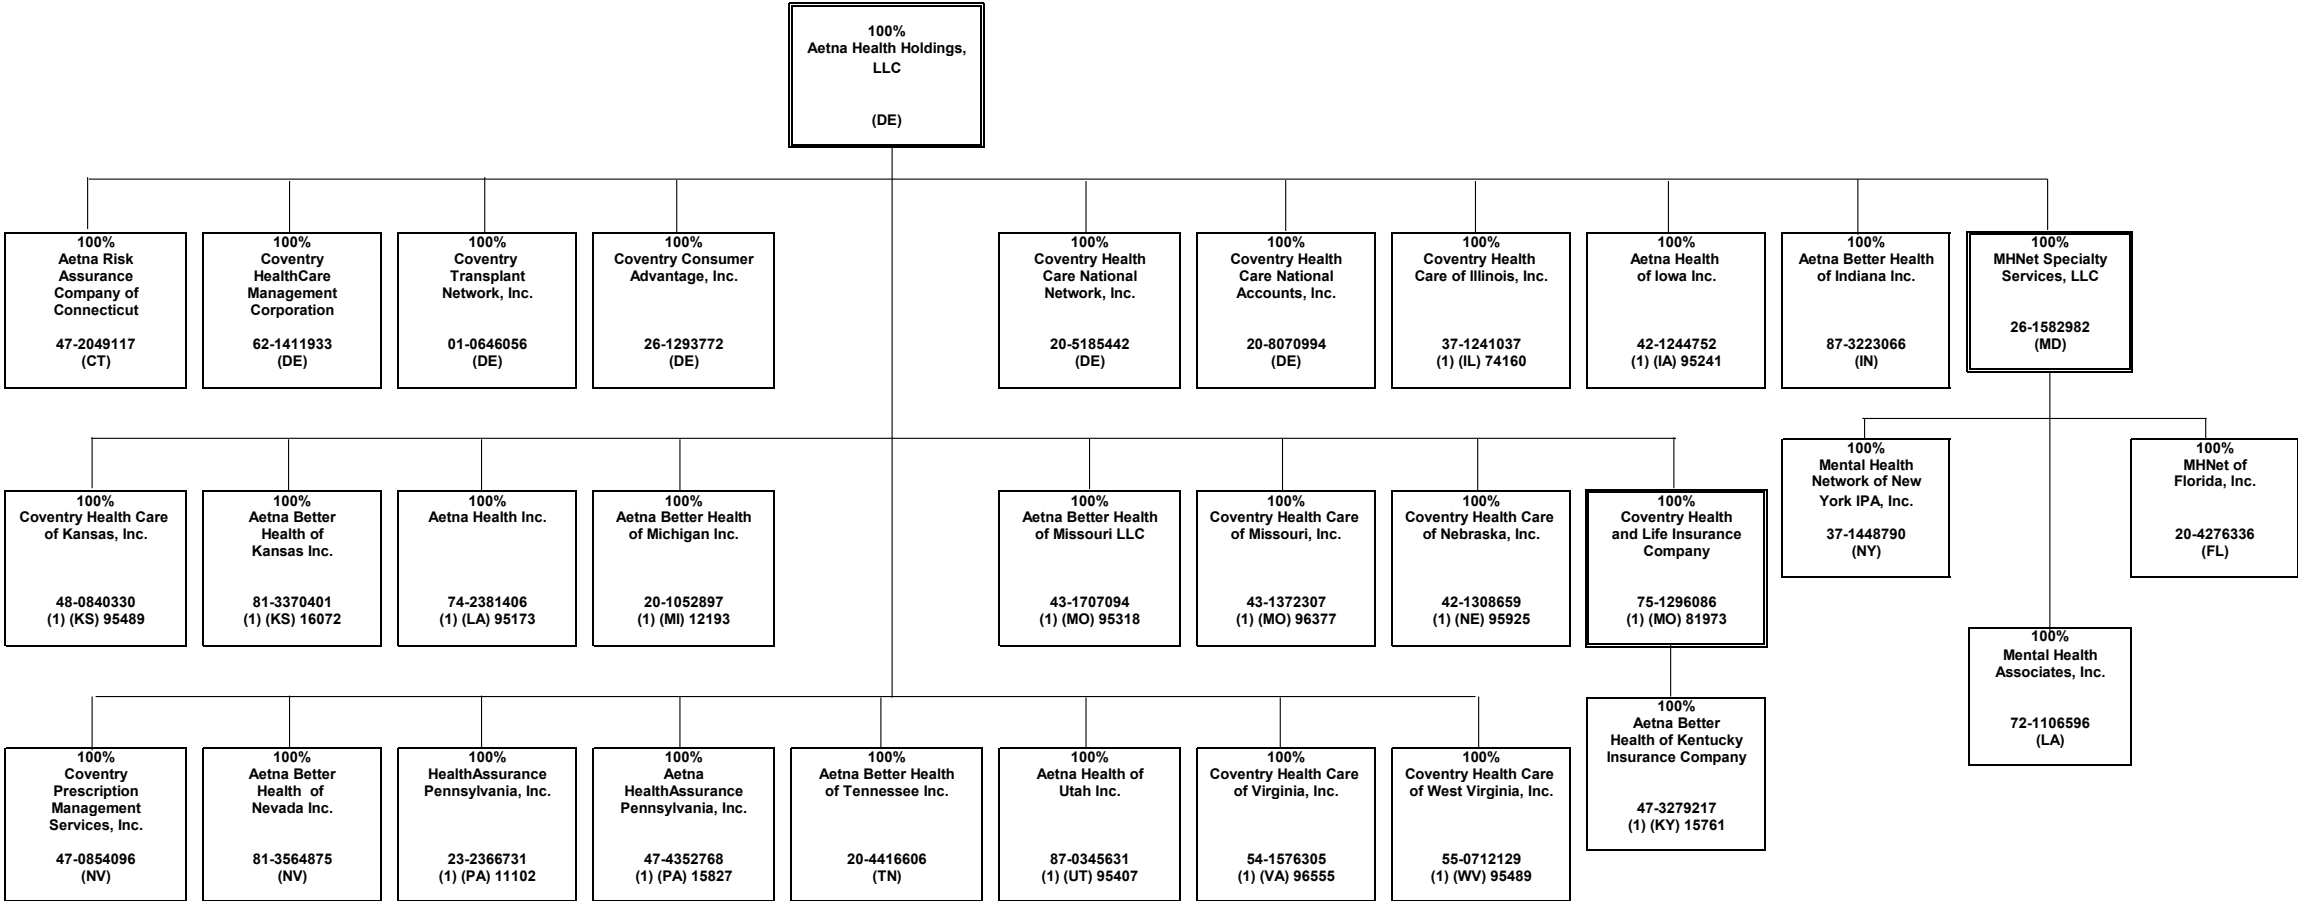 100%
Aetna Health Holdings,
LLC
(DE)
100%
Aetna Risk
Assurance
Company of
Connecticut
47-2049117
(CT)
100%
Coventry
HealthCare
Management
Corporation
62-1411933
(DE)
100%
Coventry
Transplant
Network, Inc.
01-0646056
(DE)
100%
Coventry Consumer
Advantage, Inc.
26-1293772
(DE)
100%
Coventry Health
Care National
Network, Inc.
20-5185442
(DE)
100%
Coventry Health
Care National
Accounts, Inc.
20-8070994
(DE)
100%
Coventry Health
Care of Illinois, Inc.
37-1241037
(1) (IL) 74160
100%
Aetna Health
of Iowa Inc.
42-1244752
(1) (IA) 95241
100%
Aetna Better Health
of Indiana Inc.
87-3223066
(IN)
100%
MHNet Specialty
Services, LLC
26-1582982
(MD)
100%
Mental Health
Network of New
York IPA, Inc.
37-1448790
(NY)
100%
MHNet of
Florida, Inc.
20-4276336
(FL)
100%
Coventry Health Care
of Kansas, Inc.
48-0840330
(1) (KS) 95489
100%
Aetna Better
Health of
Kansas Inc.
81-3370401
(1) (KS) 16072
100%
Aetna Health Inc.
74-2381406
(1) (LA) 95173
100%
Aetna Better Health
of Michigan Inc.
20-1052897
(1) (MI) 12193
100%
Aetna Better Health
of Missouri LLC
43-1707094
(1) (MO) 95318
100%
Coventry Health Care
of Missouri, Inc.
43-1372307
(1) (MO) 96377
100%
Coventry Health Care
of Nebraska, Inc.
42-1308659
(1) (NE) 95925
100%
Coventry Health
and Life Insurance
Company
75-1296086
(1) (MO) 81973
100%
Mental Health
Associates, Inc.
72-1106596
(LA)
100%
Aetna Better
Health of Kentucky
Insurance Company
47-3279217
(1) (KY) 15761
100%
Coventry
Prescription
Management
Services, Inc.
47-0854096
(NV)
100%
Aetna Better
Health of
Nevada Inc.
81-3564875
(NV)
100%
HealthAssurance
Pennsylvania, Inc.
23-2366731
(1) (PA) 11102
100%
Aetna
HealthAssurance
Pennsylvania, Inc.
47-4352768
(1) (PA) 15827
100%
Aetna Better Health
of Tennessee Inc.
20-4416606
(TN)
100%
Aetna Health of
Utah Inc.
87-0345631
(1) (UT) 95407
100%
Coventry Health Care
of Virginia, Inc.
54-1576305
(1) (VA) 96555
100%
Coventry Health Care
of West Virginia, Inc.
55-0712129
(1) (WV) 95489